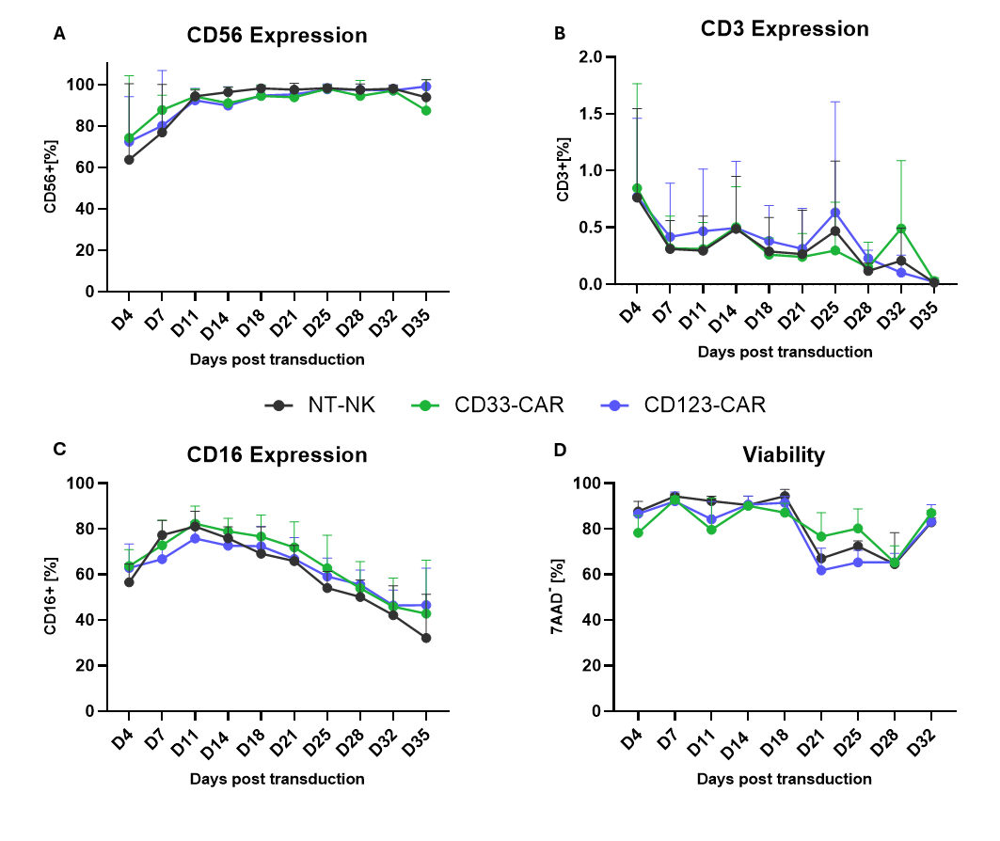 A
CD56 Expression
CD56+[%]
100
80
60
40
20
0
D4 D7 D11 D14 D18 D21 D25 D28 D32 D35
Days post transduction
B
CD3 Expression
CD3+[%]
2.0
1.5
1.0
0.5
0.0
D4 D7 D11 D14 D18 D21 D25 D28 D32 D35
Days post transduction
NT-NK CD33-CAR CD123-CAR
C
CD16 Expression
CD16+ [%]
100
80
60
40
20
0
D4 D7 D11 D14 D18 D21 D25 D28 D32 D35
Days post transduction
D
Viability
7AAD⁻ [%]
100
80
60
40
20
0
D4 D7 D11 D14 D18 D21 D25 D28 D32
Days post transduction